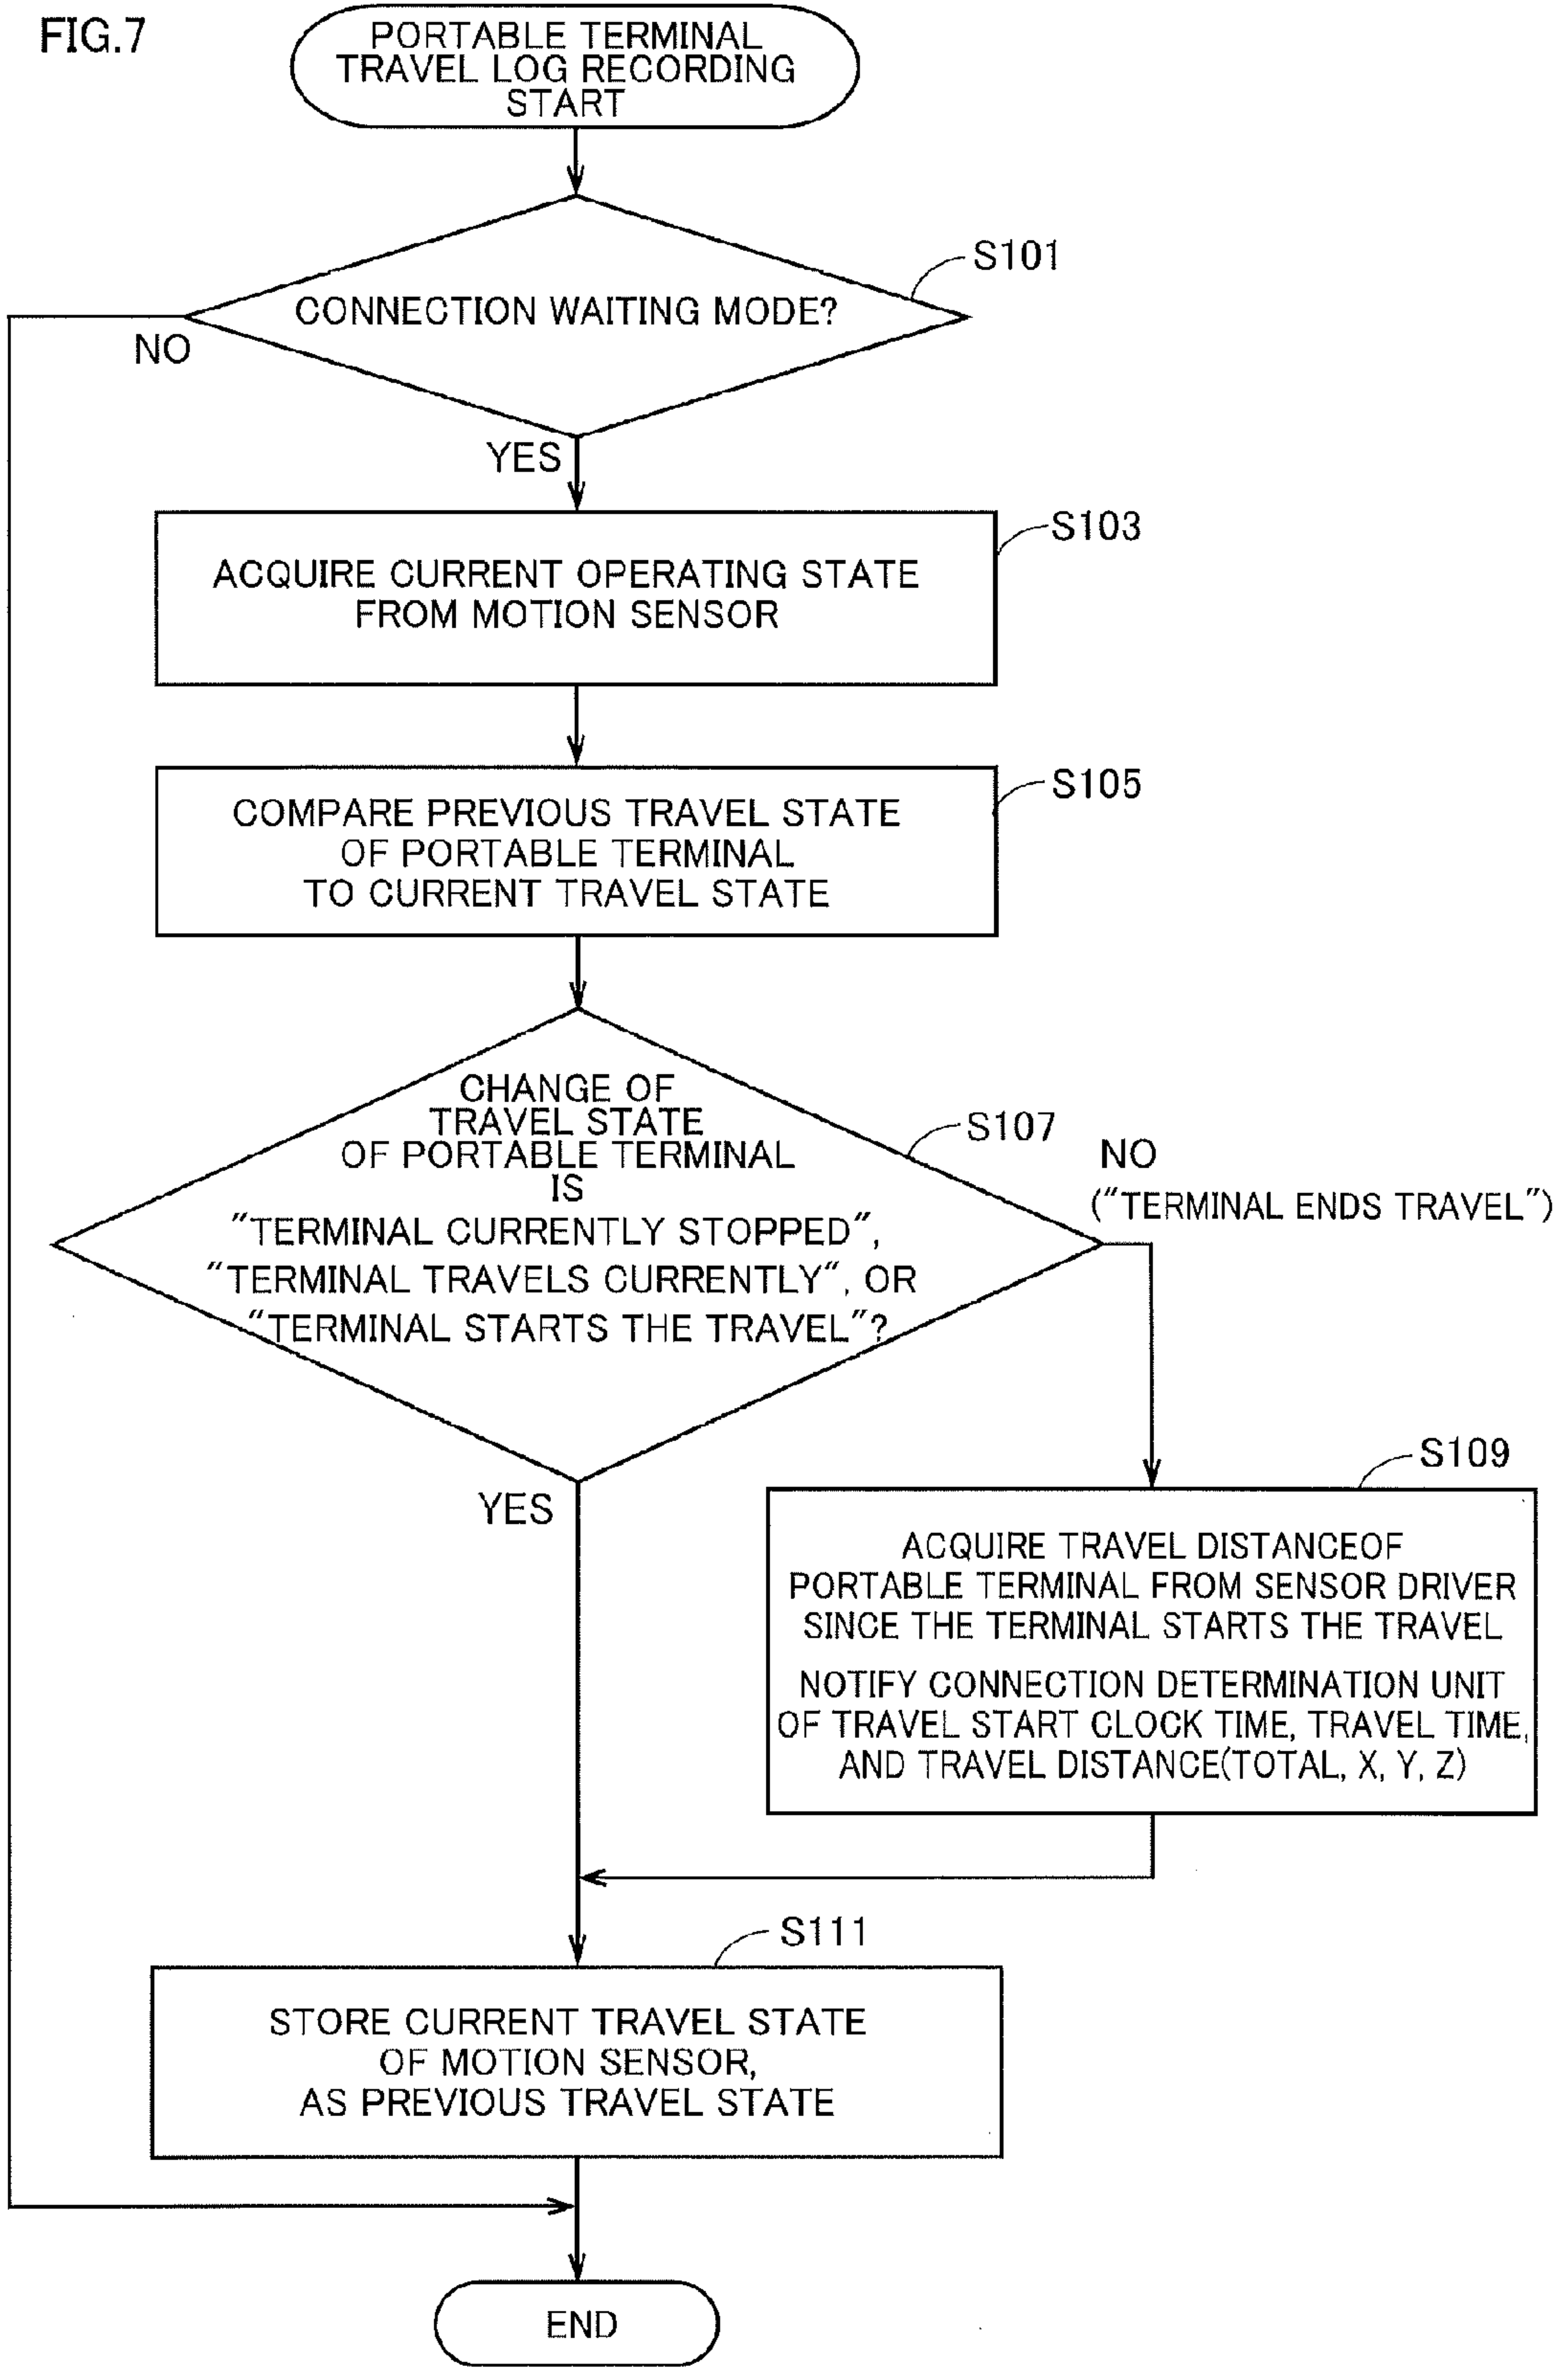 FIG.7
PORTABLE TERMINAL
TRAVEL LOG RECORDING
START
S101
CONNECTION WAITING MODE?
NO
YES
S103
ACQUIRE CURRENT OPERATING STATE
FROM MOTION SENSOR
S105
COMPARE PREVIOUS TRAVEL STATE
OF PORTABLE TERMINAL
TO CURRENT TRAVEL STATE
CHANGE OF
TRAVEL STATE
OF PORTABLE TERMINAL
IS
"TERMINAL CURRENTLY STOPPED",
"TERMINAL TRAVELS CURRENTLY", OR
"TERMINAL STARTS THE TRAVEL"?
S107
NO
("TERMINAL ENDS TRAVEL")
YES
S109
ACQUIRE TRAVEL DISTANCEOF
PORTABLE TERMINAL FROM SENSOR DRIVER
SINCE THE TERMINAL STARTS THE TRAVEL
NOTIFY CONNECTION DETERMINATION UNIT
OF TRAVEL START CLOCK TIME, TRAVEL TIME,
AND TRAVEL DISTANCE(TOTAL, X, Y, Z)
S111
STORE CURRENT TRAVEL STATE
OF MOTION SENSOR,
AS PREVIOUS TRAVEL STATE
END